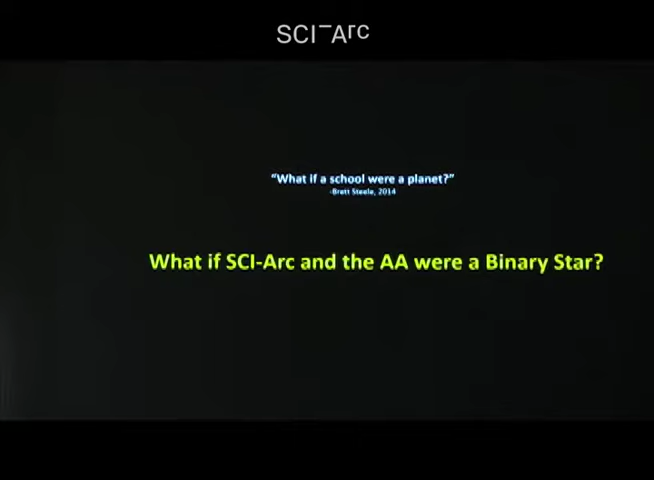 SCI-Arc
“What if a school were a planet?”
-Brett Steele, 2014
What if SCI-Arc and the AA were a Binary Star?